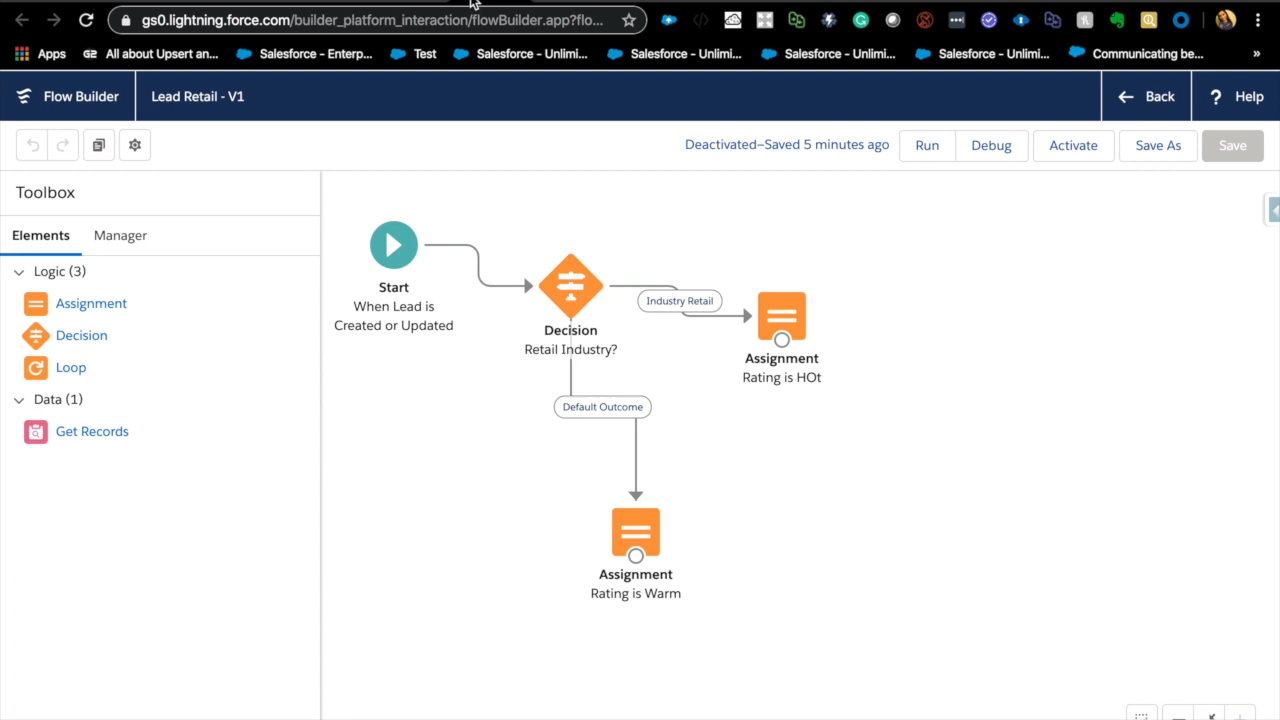 gs0.lightning.force.com/builder_platform_interaction/flowBuilder.app?flo...
Apps
G2 All about Upsert an...
Salesforce – Enterp...
Test
Salesforce – Unlimi...
Salesforce – Unlimi...
Salesforce – Unlimi...
Salesforce – Unlimi...
Communicating be...
»
Flow Builder
Lead Retail - V1
Back
? Help
Deactivated—Saved 5 minutes ago
Run
Debug
Activate
Save As
Save
Toolbox
Elements
Manager
Logic (3)
Assignment
Decision
Loop
Data (1)
Get Records
Start
When Lead is
Created or Updated
Decision
Retail Industry?
Industry Retail
Assignment
Rating is HOt
Default Outcome
Assignment
Rating is Warm